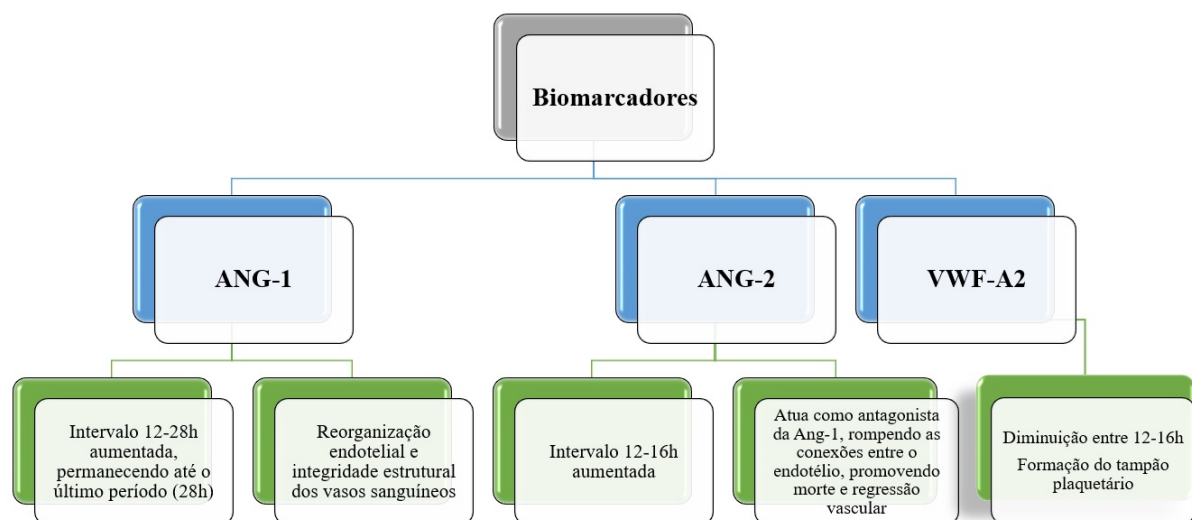 Biomarcadores
ANG-1
ANG-2
VWF-A2
Intervalo 12-28h
aumentada,
permanecendo até o
último período (28h)
Reorganização
endotelial e
integridade estrutural
dos vasos sanguíneos
Intervalo 12-16h
aumentada
Atua como antagonista
da Ang-1, rompendo as
conexões entre o
endotélio, promovendo
morte e regressão
vascular
Diminuição entre 12-16h
Formação do tampão
plaquetário